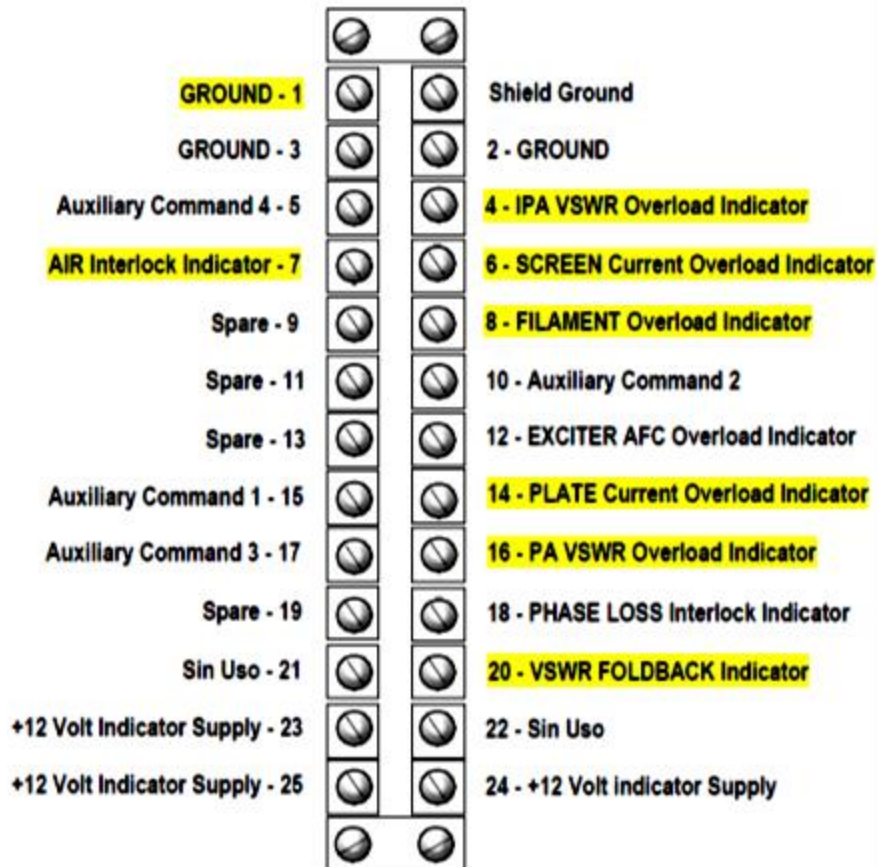 GROUND - 1
Shield Ground
GROUND - 3
2 - GROUND
Auxiliary Command 4 - 5
4 - IPA VSWR Overload Indicator
AIR Interlock Indicator - 7
6 - SCREEN Current Overload Indicator
Spare - 9
8 - FILAMENT Overload Indicator
Spare - 11
10 - Auxiliary Command 2
Spare - 13
12 - EXCITER AFC Overload Indicator
Auxiliary Command 1 - 15
14 - PLATE Current Overload Indicator
Auxiliary Command 3 - 17
16 - PA VSWR Overload Indicator
Spare - 19
18 - PHASE LOSS Interlock Indicator
Sin Uso - 21
20 - VSWR FOLDBACK Indicator
+12 Volt Indicator Supply - 23
22 - Sin Uso
+12 Volt Indicator Supply - 25
24 - +12 Volt indicator Supply